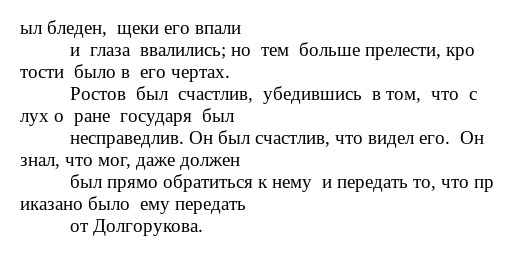 ыл бледен,  щеки его впали
и  глаза  ввалились; но  тем  больше прелести, кро
тости  было в  его чертах.
Ростов  был  счастлив,  убедившись  в том,  что  с
лух о  ране  государя  был
несправедлив. Он был счастлив, что видел его.  Он
знал, что мог, даже должен
был прямо обратиться к нему  и передать то, что пр
иказано было  ему передать
от Долгорукова.